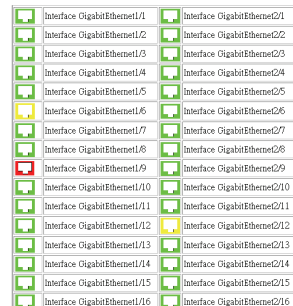 Interface GigabitEthernet1/1 Interface GigabitEthernet2/1
Interface GigabitEthernet1/2 Interface GigabitEthernet2/2
Interface GigabitEthernet1/3 Interface GigabitEthernet2/3
Interface GigabitEthernet1/4 Interface GigabitEthernet2/4
Interface GigabitEthernet1/5 Interface GigabitEthernet2/5
Interface GigabitEthernet1/6 Interface GigabitEthernet2/6
Interface GigabitEthernet1/7 Interface GigabitEthernet2/7
Interface GigabitEthernet1/8 Interface GigabitEthernet2/8
Interface GigabitEthernet1/9 Interface GigabitEthernet2/9
Interface GigabitEthernet1/10 Interface GigabitEthernet2/10
Interface GigabitEthernet1/11 Interface GigabitEthernet2/11
Interface GigabitEthernet1/12 Interface GigabitEthernet2/12
Interface GigabitEthernet1/13 Interface GigabitEthernet2/13
Interface GigabitEthernet1/14 Interface GigabitEthernet2/14
Interface GigabitEthernet1/15 Interface GigabitEthernet2/15
Interface GigabitEthernet1/16 Interface GigabitEthernet2/16